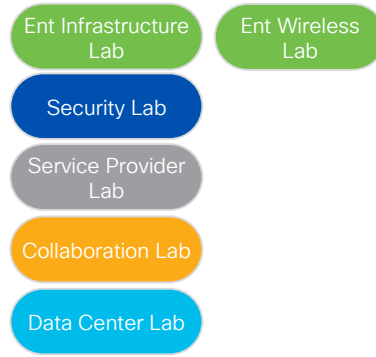 Ent Infrastructure
Lab
Ent Wireless
Lab
Security Lab
Service Provider
Lab
Collaboration Lab
Data Center Lab